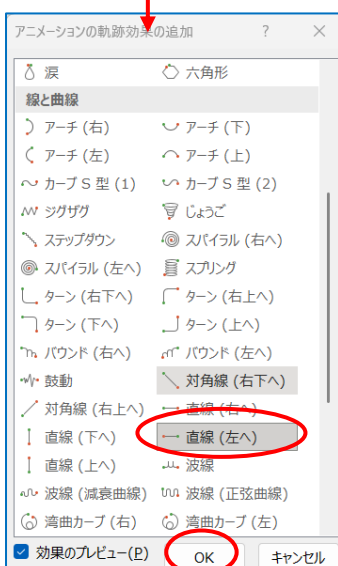 アニメーションの軌跡効果の追加 ? ×
涙 六角形
線と曲線
アーチ (右) アーチ (下)
アーチ (左) アーチ (上)
カーブ S 型 (1) カーブ S 型 (2)
ジグザグ じょうご
ステップダウン スパイラル (右へ)
スパイラル (左へ) スプリング
ターン (右下へ) ターン (右上へ)
ターン (下へ) ターン (上へ)
バウンド (右へ) バウンド (左へ)
鼓動 対角線 (右下へ)
対角線 (右上へ) 直線 (右へ)
直線 (下へ) 直線 (左へ)
直線 (上へ) 波線
波線 (減衰曲線) 波線 (正弦曲線)
湾曲カーブ (右) 湾曲カーブ (左)
効果のプレビュー(P) OK キャンセル